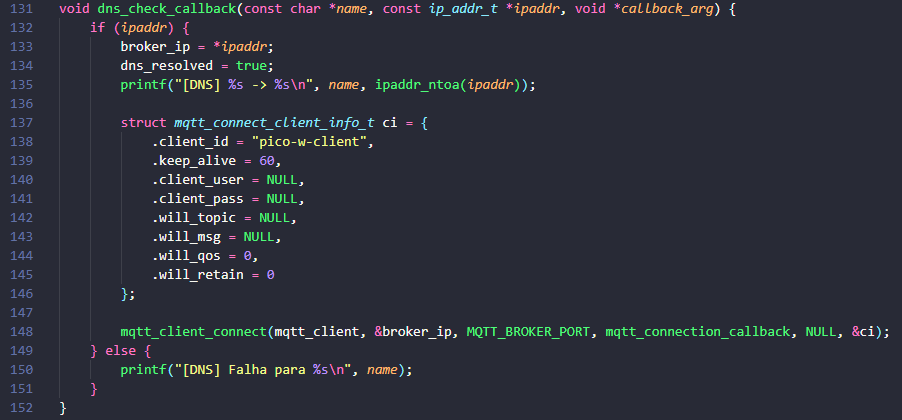 131 void dns_check_callback(const char *name, const ip_addr_t *ipaddr, void *callback_arg) {
132     if (ipaddr) {
133         broker_ip = *ipaddr;
134         dns_resolved = true;
135         printf("[DNS] %s -> %s\n", name, ipaddr_ntoa(ipaddr));
136
137         struct mqtt_connect_client_info_t ci = {
138             .client_id = "pico-w-client",
139             .keep_alive = 60,
140             .client_user = NULL,
141             .client_pass = NULL,
142             .will_topic = NULL,
143             .will_msg = NULL,
144             .will_qos = 0,
145             .will_retain = 0
146         };
147
148         mqtt_client_connect(mqtt_client, &broker_ip, MQTT_BROKER_PORT, mqtt_connection_callback, NULL, &ci);
149     } else {
150         printf("[DNS] Falha para %s\n", name);
151     }
152 }